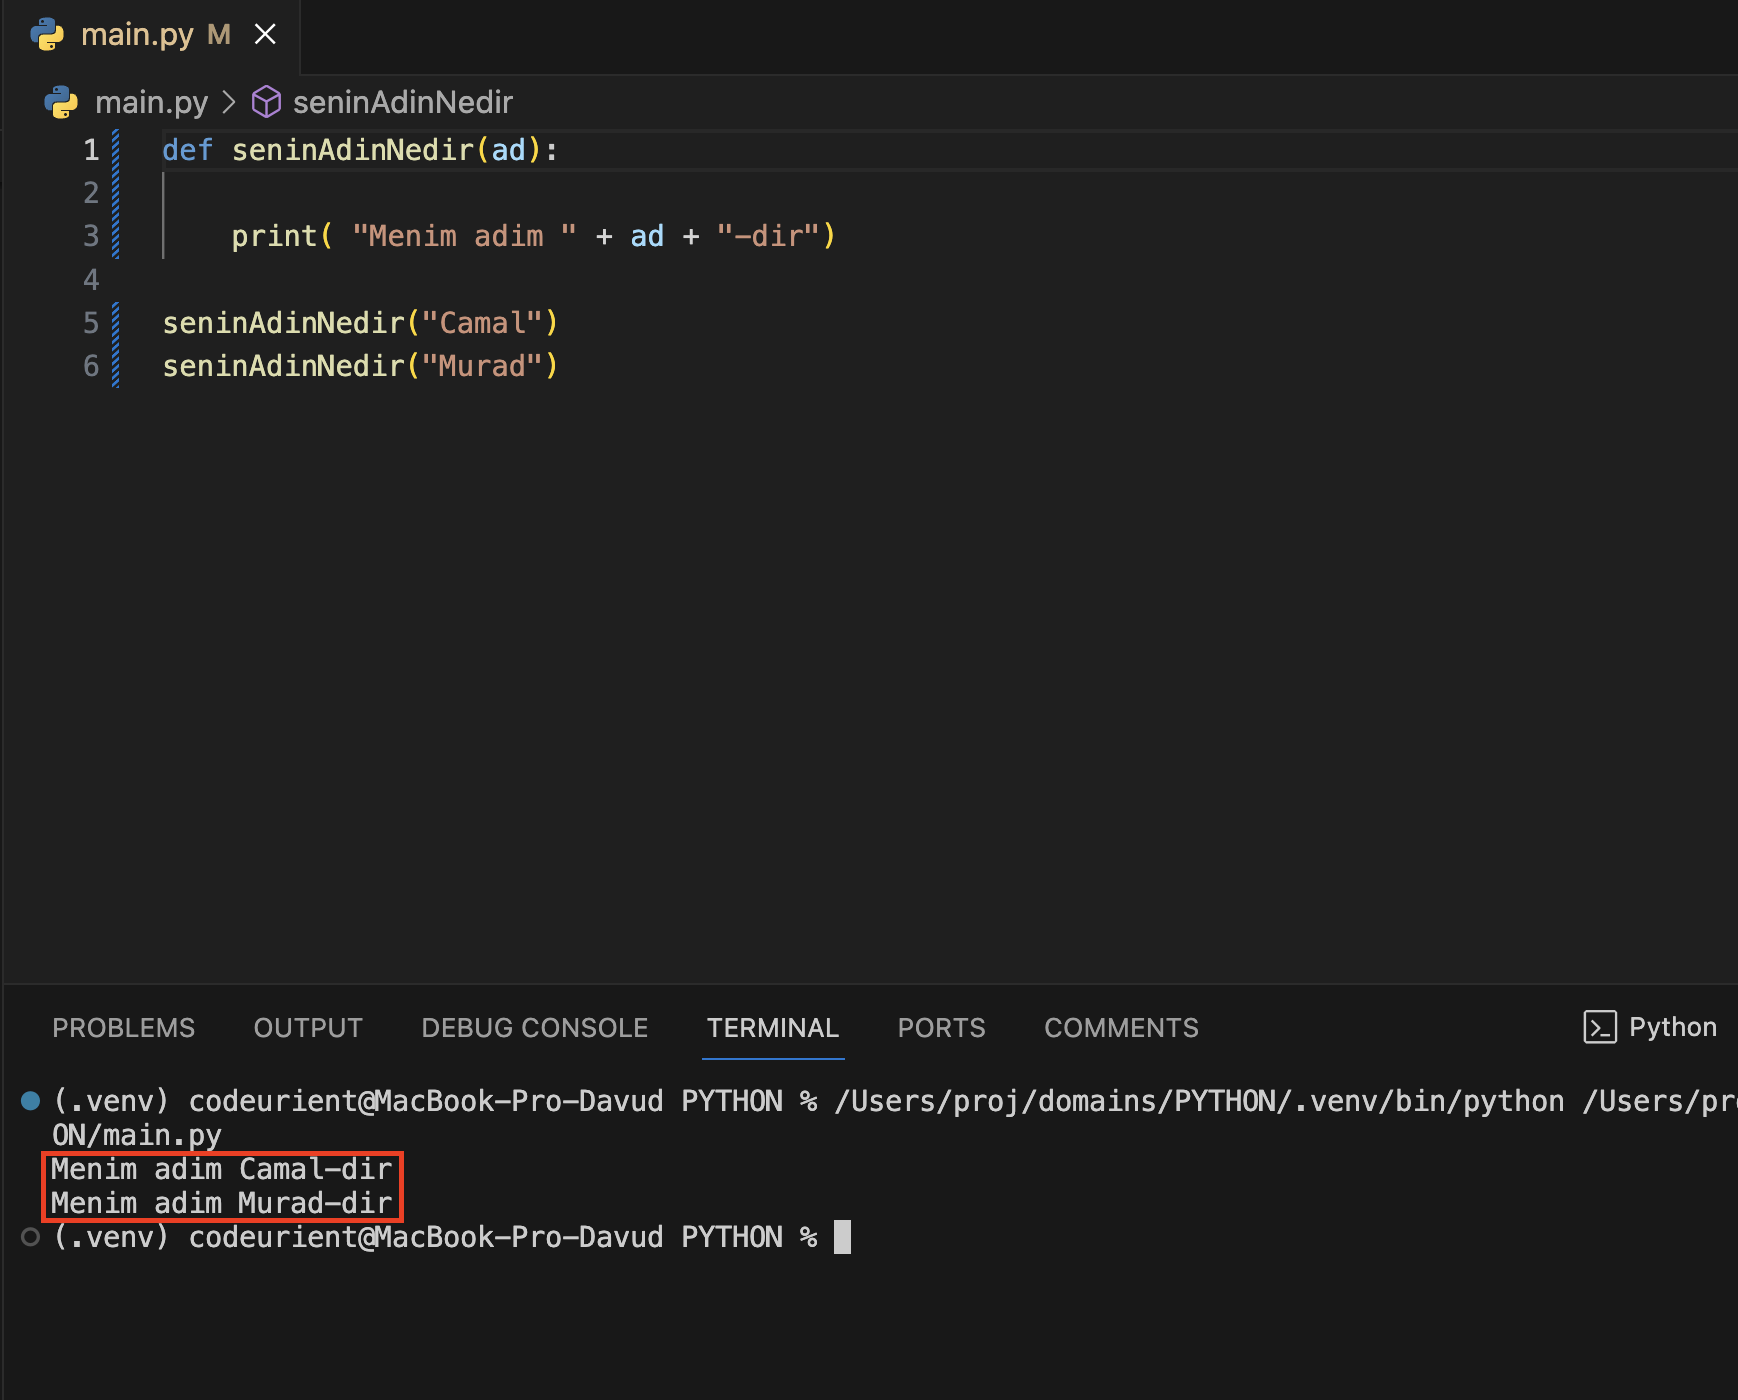 main.py M
main.py > seninAdinNedir
1 def seninAdinNedir(ad):
2
3 print( "Menim adim " + ad + "-dir")
4
5 seninAdinNedir("Camal")
6 seninAdinNedir("Murad")
PROBLEMS OUTPUT DEBUG CONSOLE TERMINAL PORTS COMMENTS Python
(.venv) codeurient@MacBook-Pro-Davud PYTHON % /Users/proj/domains/PYTHON/.venv/bin/python /Users/pr
ON/main.py
Menim adim Camal-dir
Menim adim Murad-dir
(.venv) codeurient@MacBook-Pro-Davud PYTHON %